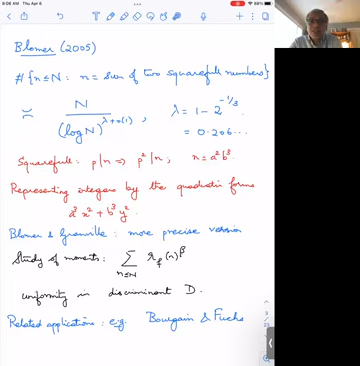 9:06 AM Thu Apr 6
88%
Blomer (2005)
# {n ≤ N : n = sum of two squarefull numbers}
≍ N / (log N)^{λ+o(1)} , λ = 1 - 2^{-1/3}
= 0.206...
Squarefull : p|n ⇒ p²|n , n = a²b³.
Representing integers by the quadratic forms
a³x² + b³y²
Blomer & Granville : more precise version
Study of moments : ∑_{n≤N} r_f(n)^β
uniformity in discriminant D.
Related applications : e.g. Bourgain & Fuchs